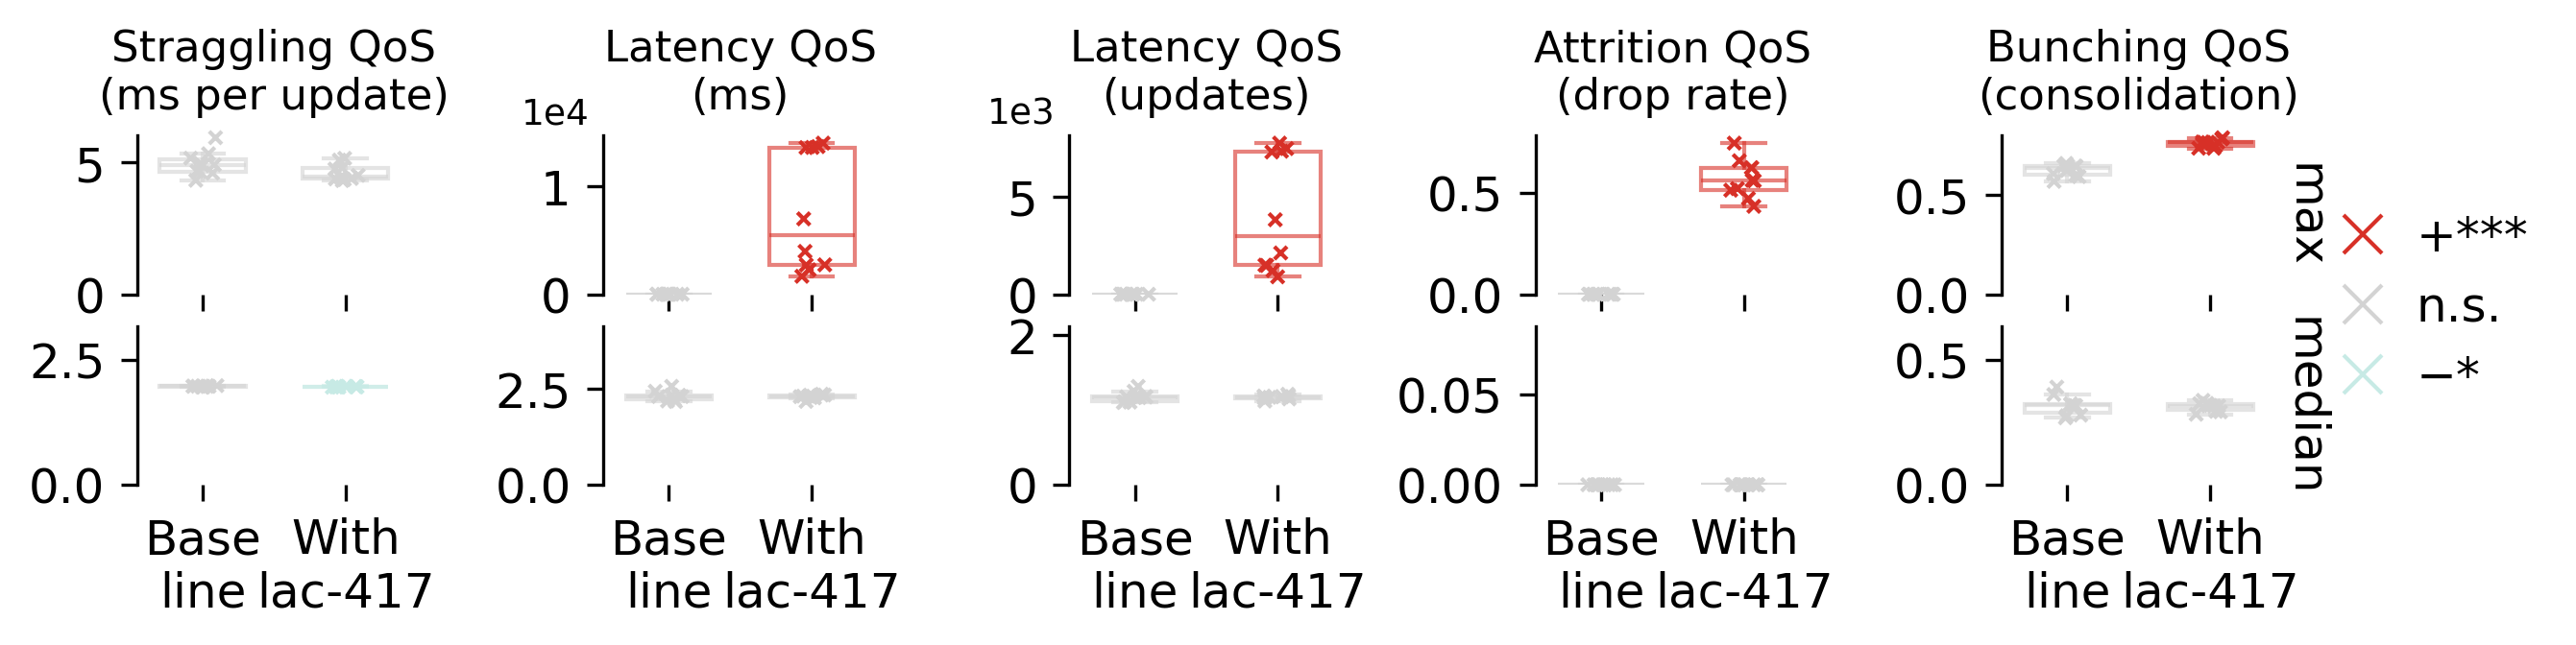 Straggling QoS
(ms per update)
Latency QoS
(ms)
Latency QoS
(updates)
Attrition QoS
(drop rate)
Bunching QoS
(consolidation)
5
0
1e4
1
0
1e3
5
0
0.5
0.0
0.5
0.0
max
2.5
0.0
2.5
0.0
2
0
0.05
0.00
0.5
0.0
median
+***
n.s.
−*
Base With
line lac-417
Base With
line lac-417
Base With
line lac-417
Base With
line lac-417
Base With
line lac-417